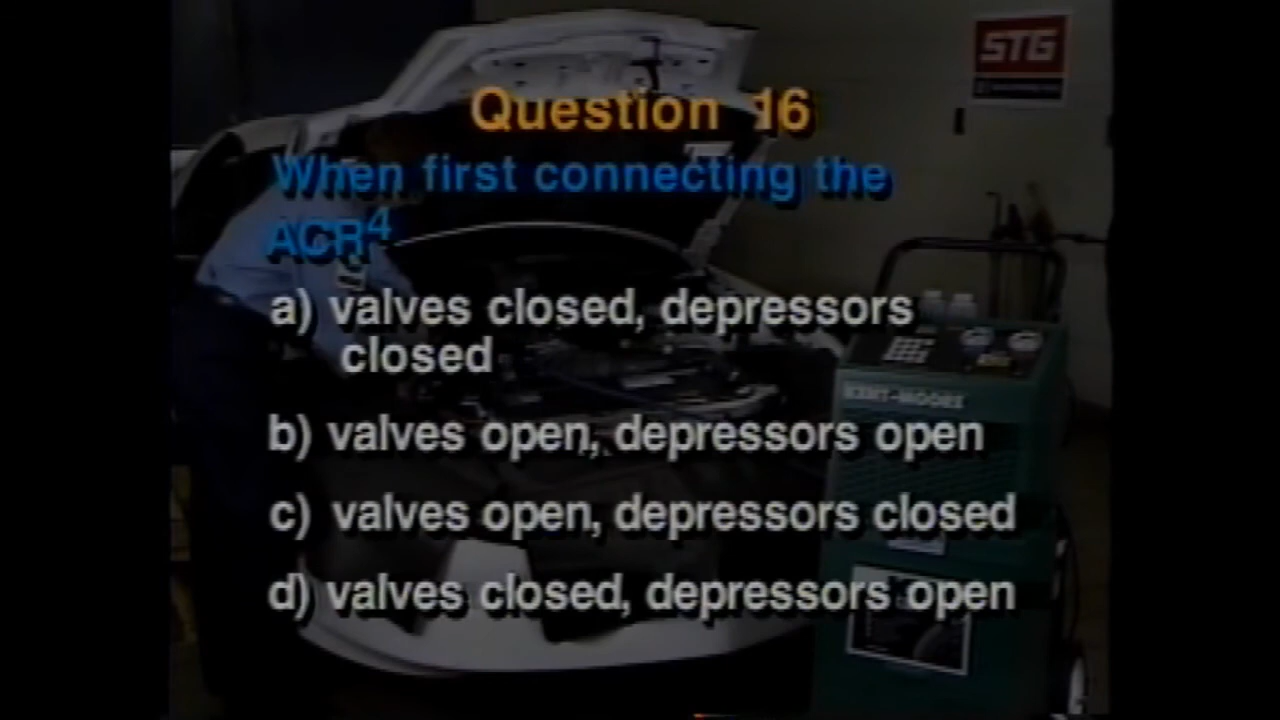 STG
Question 16
When first connecting the
ACR4
a) valves closed, depressors
closed
b) valves open, depressors open
c) valves open, depressors closed
d) valves closed, depressors open
KENT-MOORE